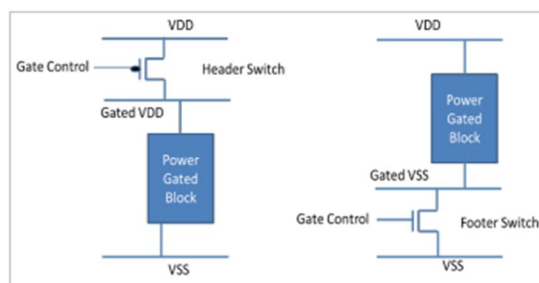 VDD
Gate Control
Header Switch
Gated VDD
Power
Gated
Block
VSS
VDD
Power
Gated
Block
Gated VSS
Gate Control
Footer Switch
VSS